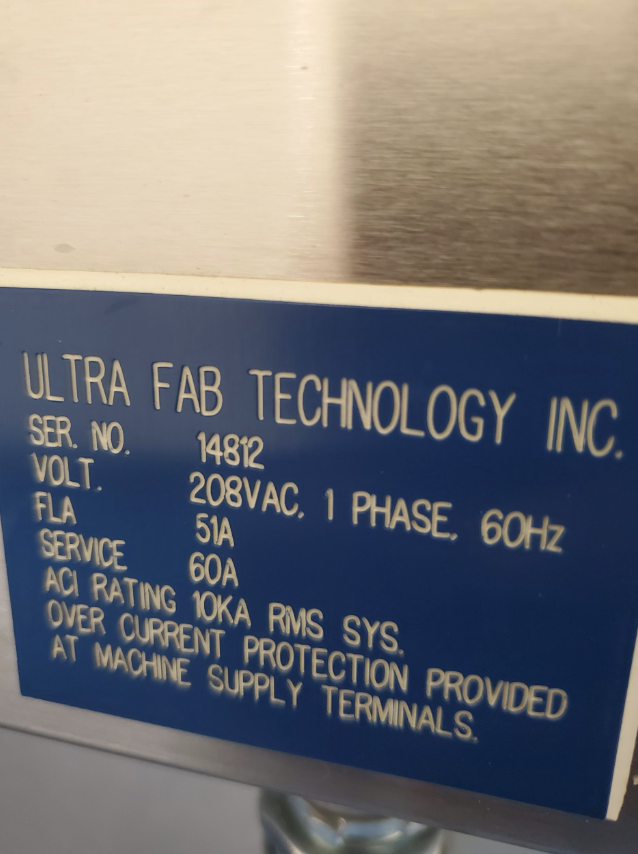 ULTRA FAB TECHNOLOGY INC.
SER. NO. 14812
VOLT. 208VAC, 1 PHASE, 60Hz
FLA 51A
SERVICE 60A
ACI RATING 10KA RMS SYS.
OVER CURRENT PROTECTION PROVIDED
AT MACHINE SUPPLY TERMINALS.